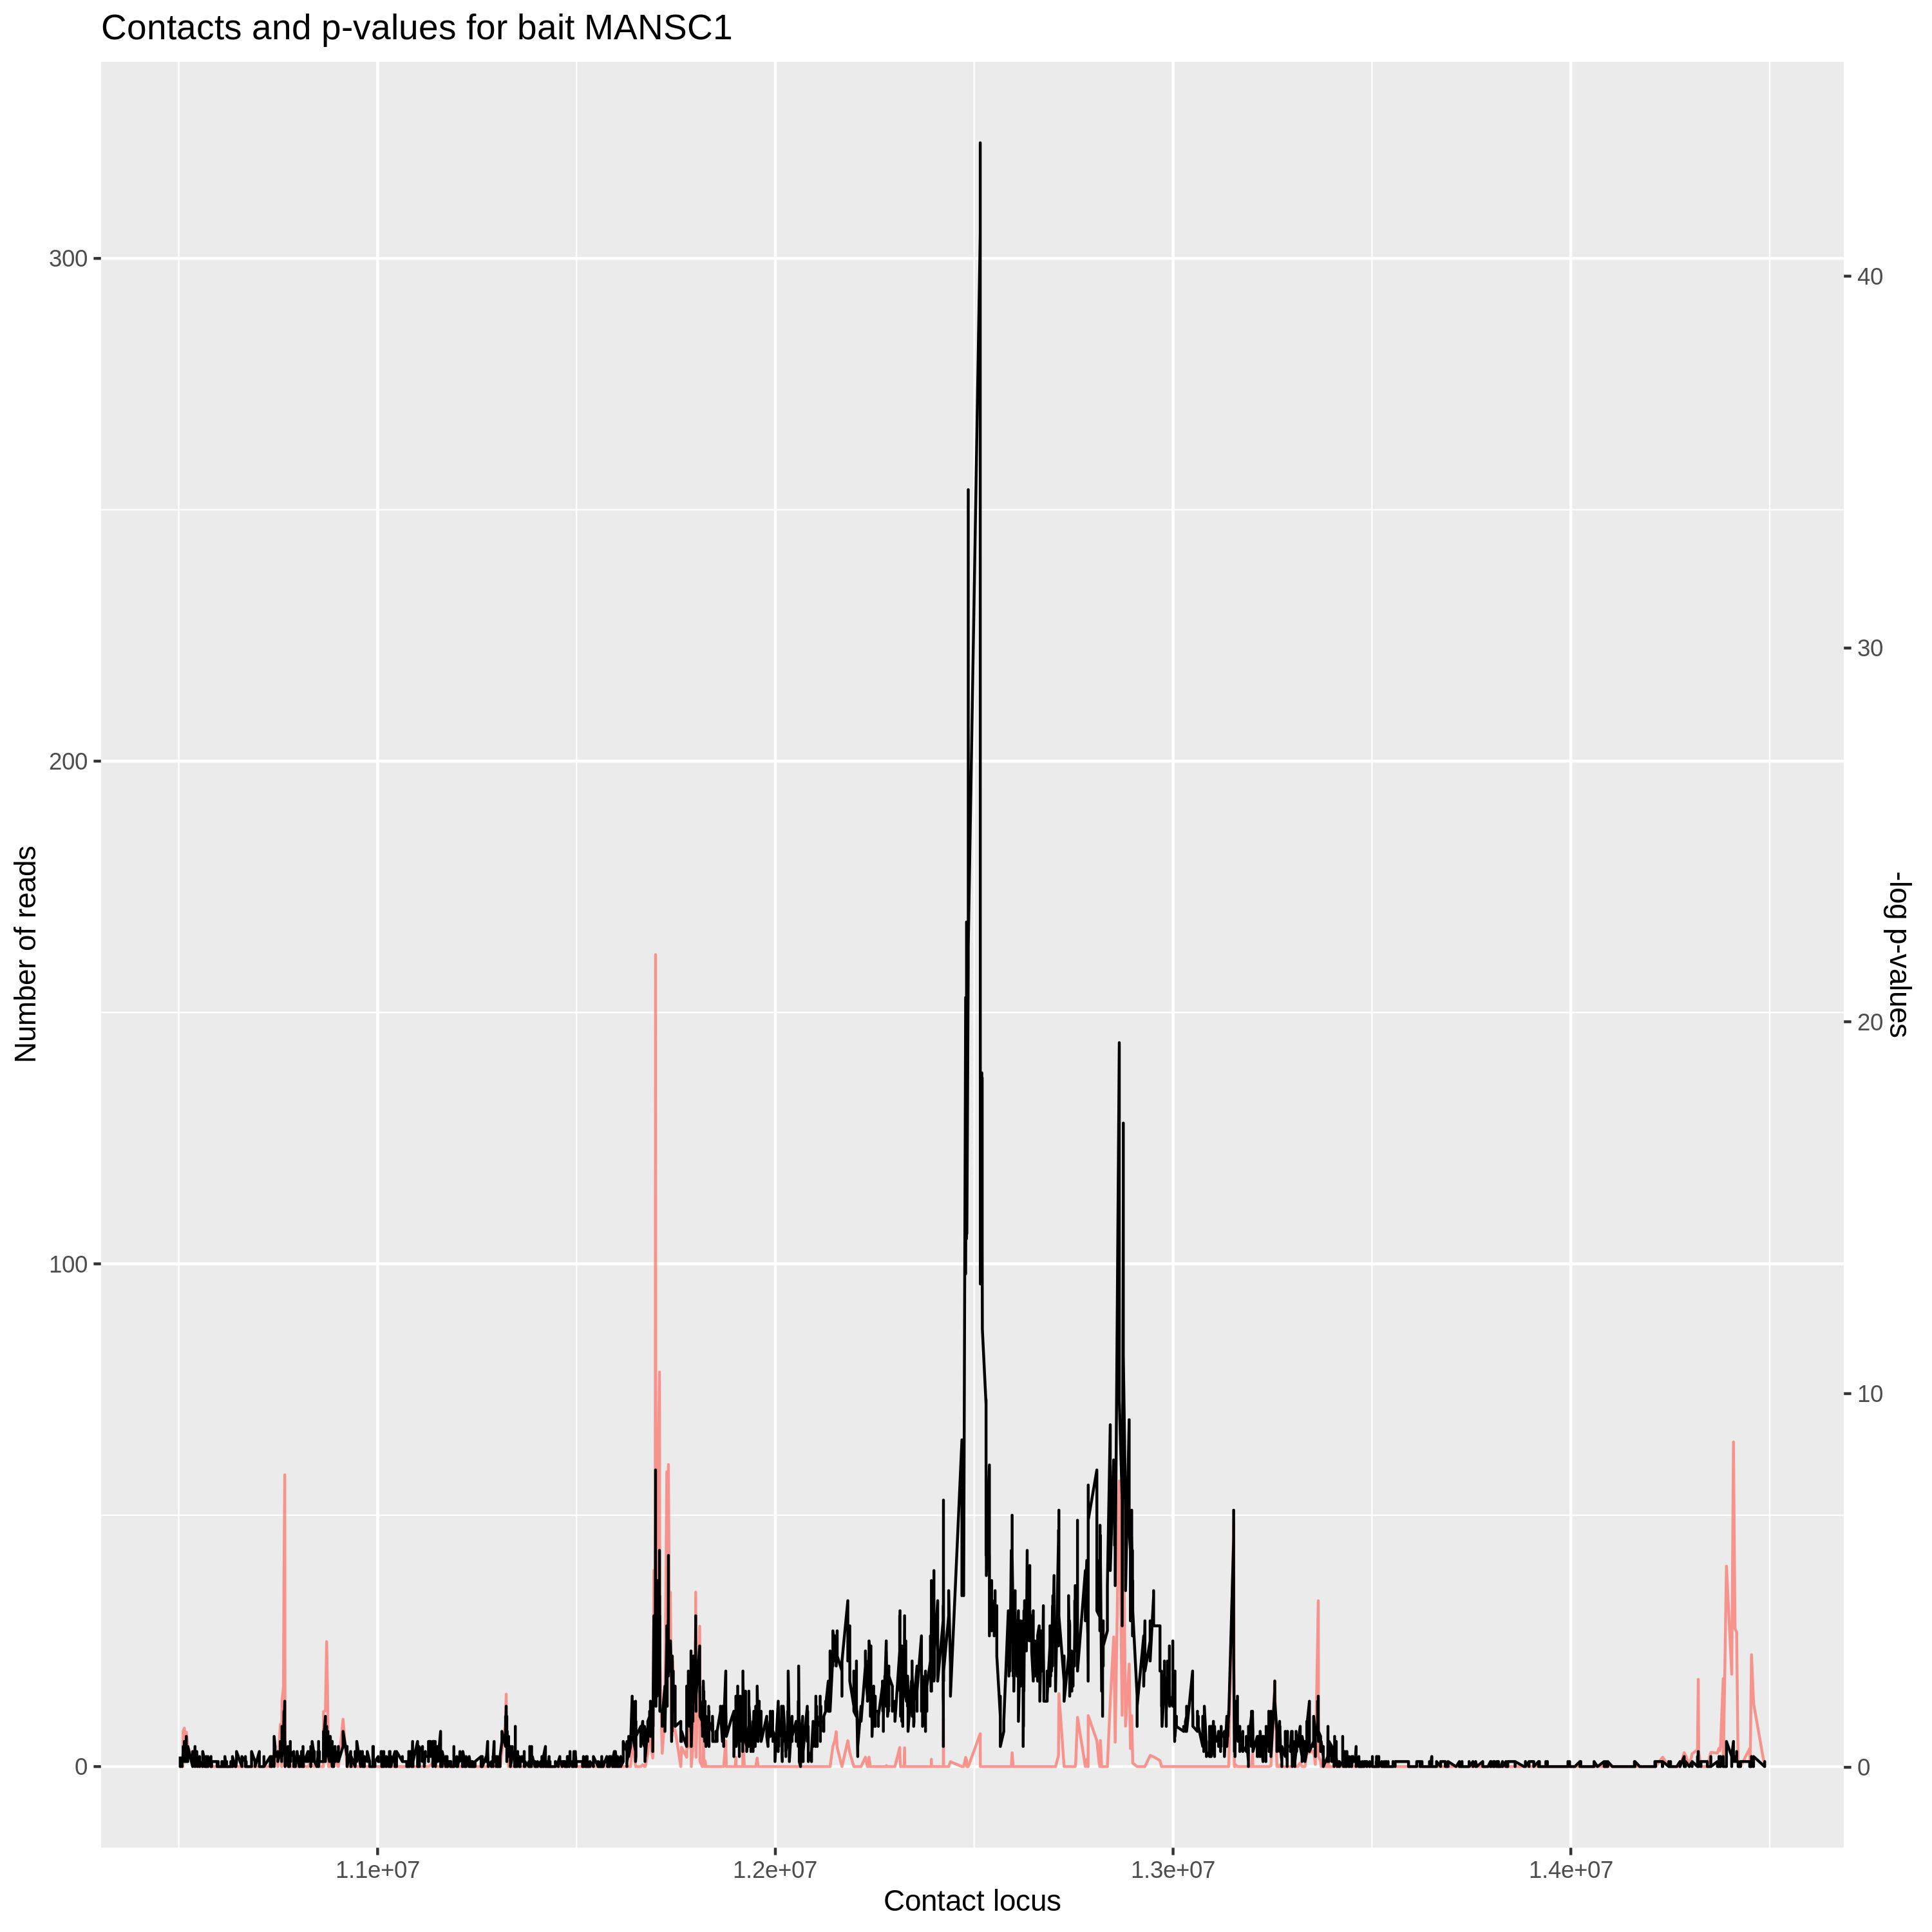 Contacts and p-values for bait MANSC1
300
200
100
0
40
30
20
10
0
1.1e+07
1.2e+07
1.3e+07
1.4e+07
Number of reads
-log p-values
Contact locus